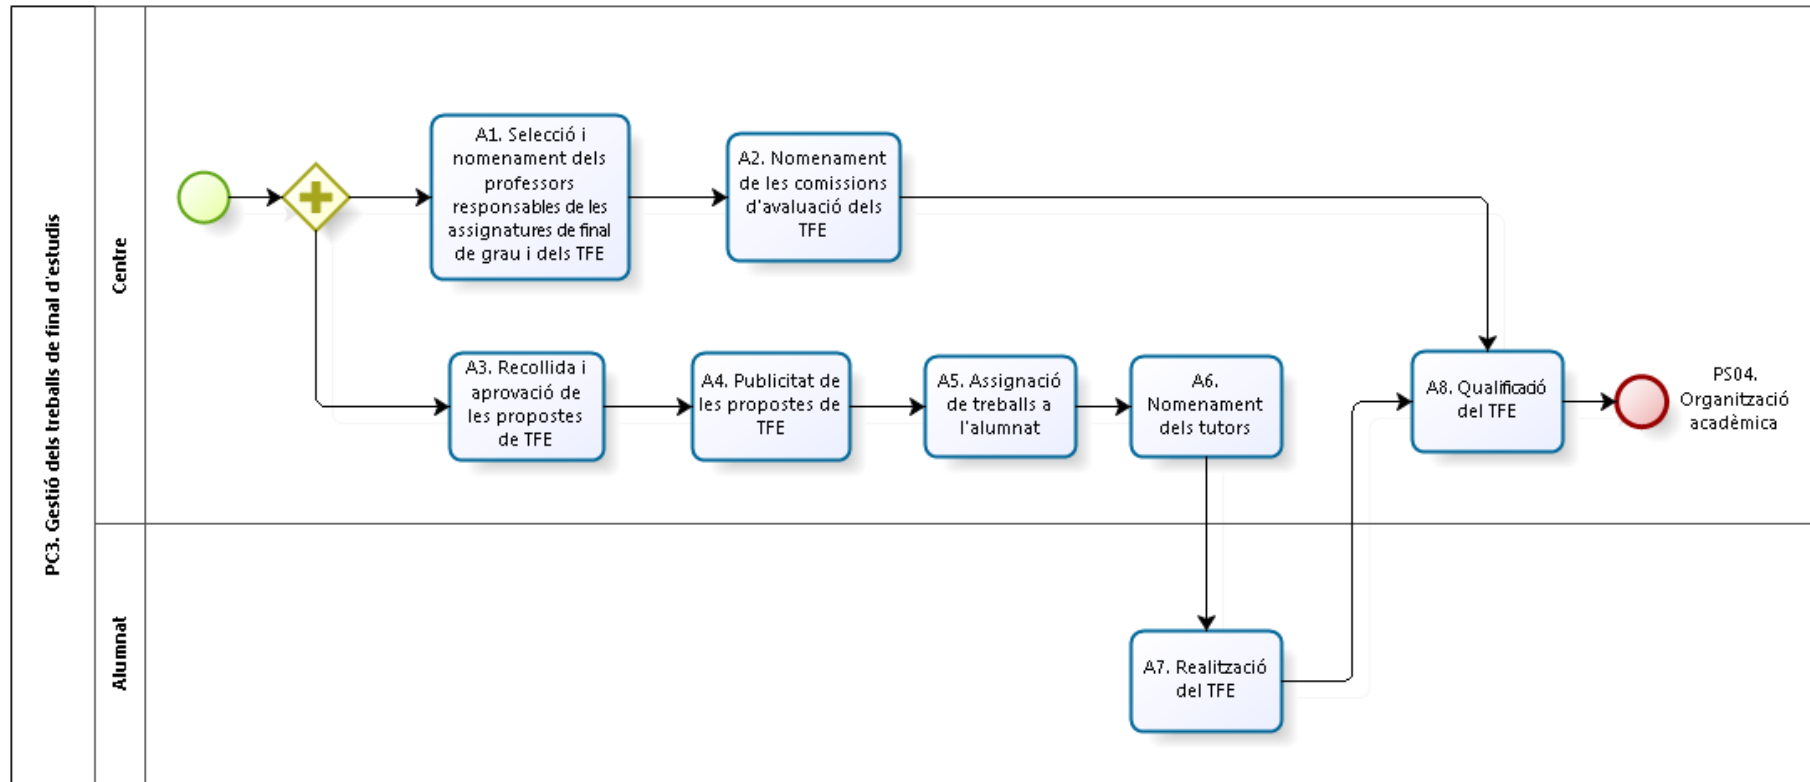 PC3. Gestió dels treballs de final d'estudis
Centre
A1. Selecció i
nomenament dels
professors
responsables de les
assignatures de final
de grau i dels TFE
A2. Nomenament
de les comissions
d'avaluació dels
TFE
A3. Recollida i
aprovació de
les propostes
de TFE
A4. Publicitat de
les propostes de
TFE
A5. Assignació
de treballs a
l'alumnat
A6.
Nomenament
dels tutors
A8. Qualificació
del TFE
PS04.
Organització
acadèmica
Alumnat
A7. Realització
del TFE